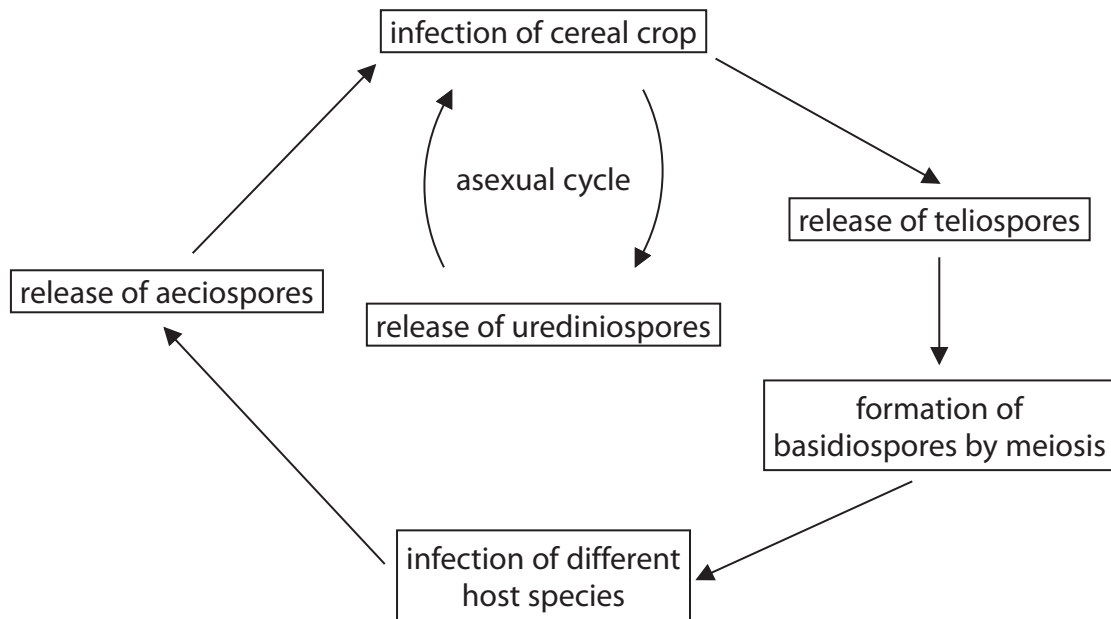 infection of cereal crop
asexual cycle
release of teliospores
release of aeciospores
release of urediniospores
formation of
basidiospores by meiosis
infection of different
host species